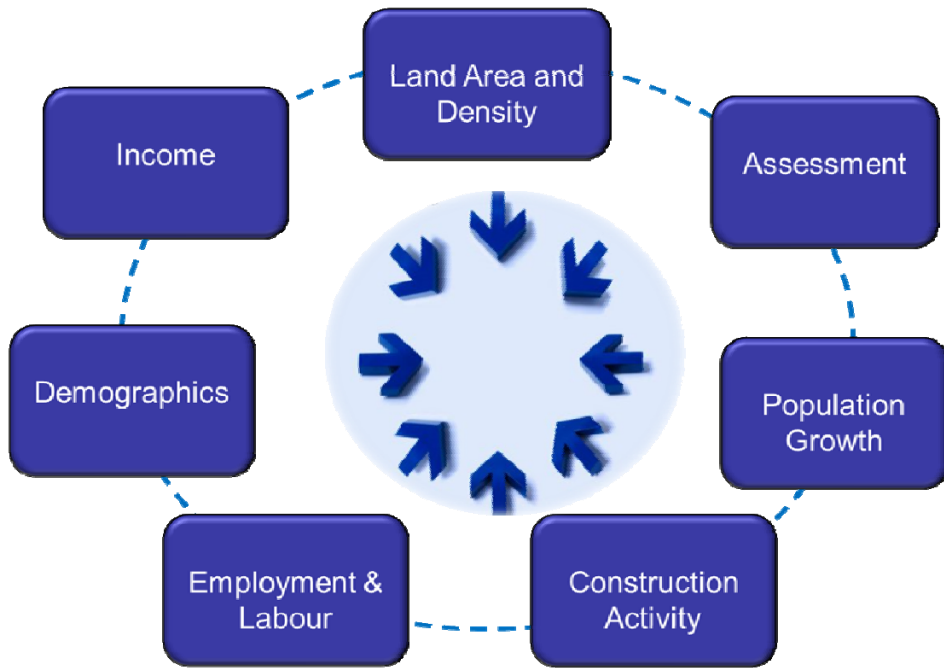 Land Area and
Density
Income
Assessment
Demographics
Population
Growth
Employment &
Labour
Construction
Activity